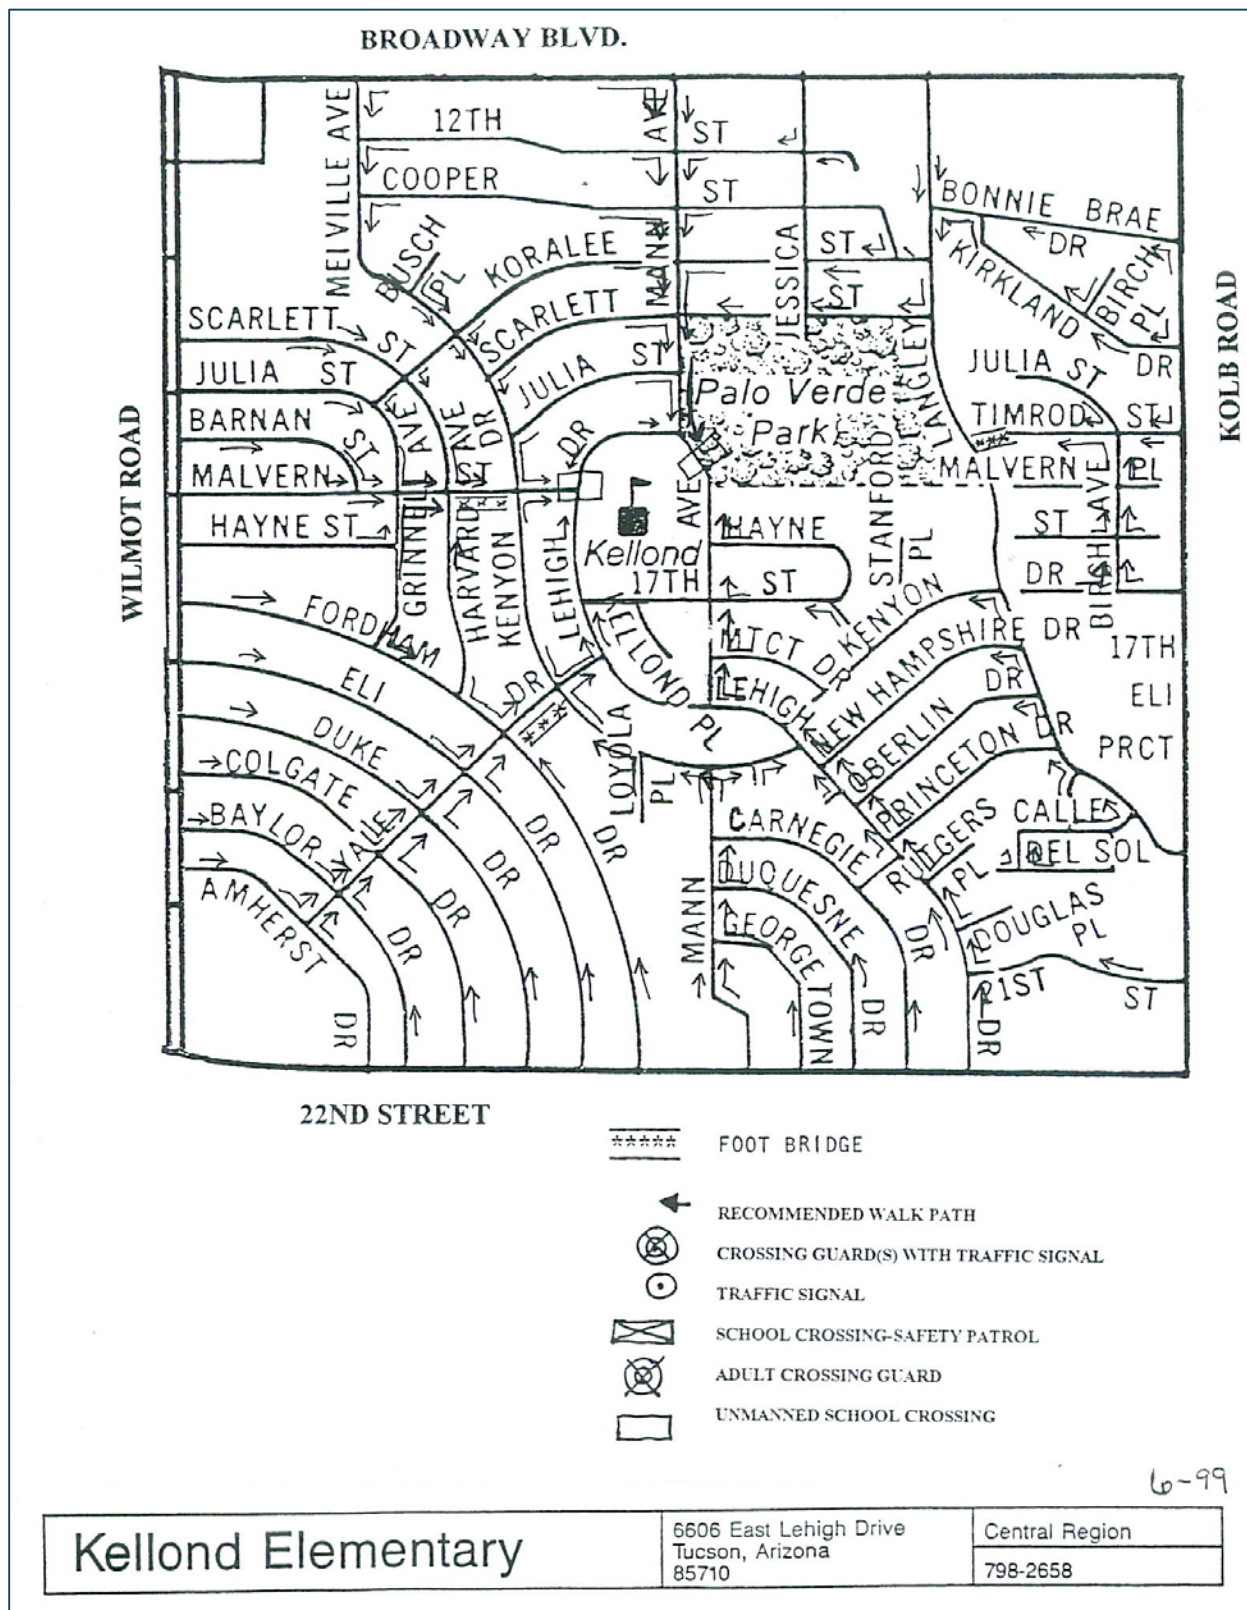 BROADWAY BLVD.
MELVILLE AVE
12TH
ST
MANN AVE
COOPER
ST
BONNIE BRAE
DR
BUSCH
PL
KORALEE
MANN
JESSICA
ST
KIRKLAND
DR
BIRCH
PL
KOLB ROAD
SCARLETT
ST
SCARLETT
ST
JULIA ST
JULIA
ST
LANGLEY
JULIA
ST
Palo Verde
Park
BARNAN
ST
AVE
AVE
DR
DR
TIMROD
ST
WILMOT ROAD
MALVERN
ST
STANFORD
PL
MALVERN
PL
HAYNE ST
GRINNELL
HARVARD
KENYON
LEHIGH
Kellond
AVE
HAYNE
ST
BIRCH AVE
17TH
ST
DR
FORDHAM
KELLOND PL
MTCT DR
KENYON
NEW HAMPSHIRE DR
17TH
ELI
DR
LEHIGH
OBERLIN
DR
ELI
DUKE
LOYOLA
PL
PRINCETON
DR
PRCT
COLGATE
DR
DR
CARNEGIE
RUTGERS
PL
CALLE
DEL SOL
BAYLOR
AVE
DR
DUQUESNE
DOUGLAS
PL
AMHERST
DR
DR
MANN
GEORGETOWN
DR
DR
21ST
ST
DR
22ND STREET
***** FOOT BRIDGE
RECOMMENDED WALK PATH
CROSSING GUARD(S) WITH TRAFFIC SIGNAL
TRAFFIC SIGNAL
SCHOOL CROSSING-SAFETY PATROL
ADULT CROSSING GUARD
UNMANNED SCHOOL CROSSING
6-99
Kellond Elementary
6606 East Lehigh Drive
Tucson, Arizona
85710
Central Region
798-2658